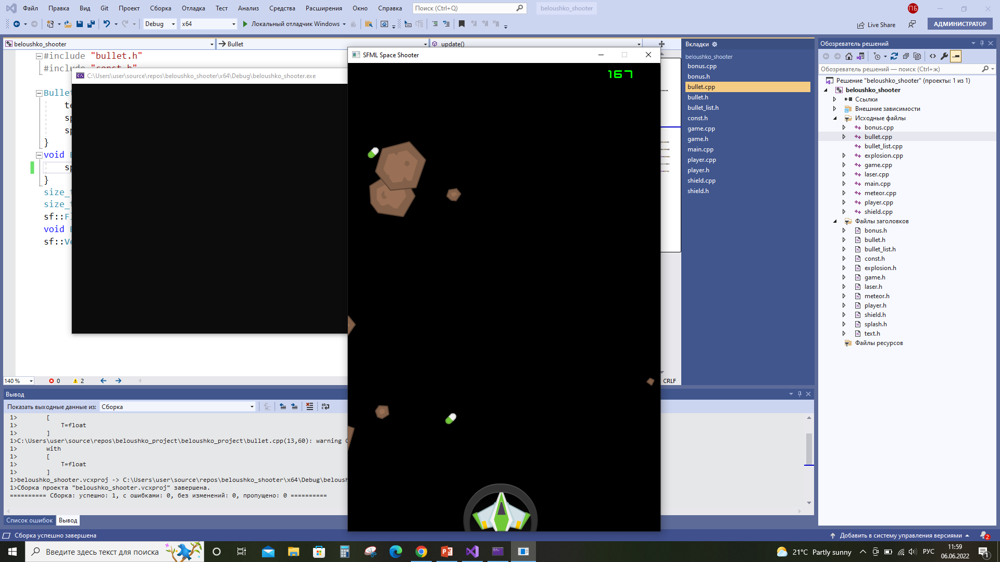 Файл Правка Вид Git Проект Сборка Отладка Тест Анализ Средства Расширения Окно Справка Поиск (Ctrl+Q) beloushko_shooter ПБ
Debug x64 Локальный отладчик Windows Live Share АДМИНИСТРАТОР
beloushko_shooter Bullet update()
#include "bullet.h"
#include "const.h"
C:\Users\user\source\repos\beloushko_shooter\x64\Debug\beloushko_shooter.exe
Bullet
te
sp
sp
}
void
sp
}
size_t
size_t
sf::Fl
void
sf::Ve
SFML Space Shooter
167
Вкладки
beloushko_shooter
bonus.cpp
bonus.h
bullet.cpp
bullet.h
bullet_list.h
const.h
game.cpp
game.h
main.cpp
player.cpp
player.h
shield.cpp
shield.h
Обозреватель решений
Обозреватель решений — поиск (Ctrl+ж)
Решение "beloushko_shooter" (проекты: 1 из 1)
beloushko_shooter
Ссылки
Внешние зависимости
Исходные файлы
bonus.cpp
bullet.cpp
bullet_list.cpp
explosion.cpp
game.cpp
laser.cpp
main.cpp
meteor.cpp
player.cpp
shield.cpp
Файлы заголовков
bonus.h
bullet.h
bullet_list.h
const.h
explosion.h
game.h
laser.h
meteor.h
player.h
shield.h
splash.h
text.h
Файлы ресурсов
140 % 0 2 CRLF
Вывод
Показать выходные данные из: Сборка
1> [
1> T=float
1> ]
1>C:\Users\user\source\repos\beloushko_project\beloushko_project\bullet.cpp(13,60): warning C
1> with
1> [
1> T=float
1> ]
1>beloushko_shooter.vcxproj -> C:\Users\user\source\repos\beloushko_shooter\x64\Debug\beloush
1>Сборка проекта "beloushko_shooter.vcxproj" завершена.
========== Сборка: успешно: 1, с ошибками: 0, без изменений: 0, пропущено: 0 ==========
Список ошибок Вывод
Сборка успешно завершена Добавить в систему управления версиями 2
Введите здесь текст для поиска 21°C Partly sunny РУС 11:59
06.06.2022 1